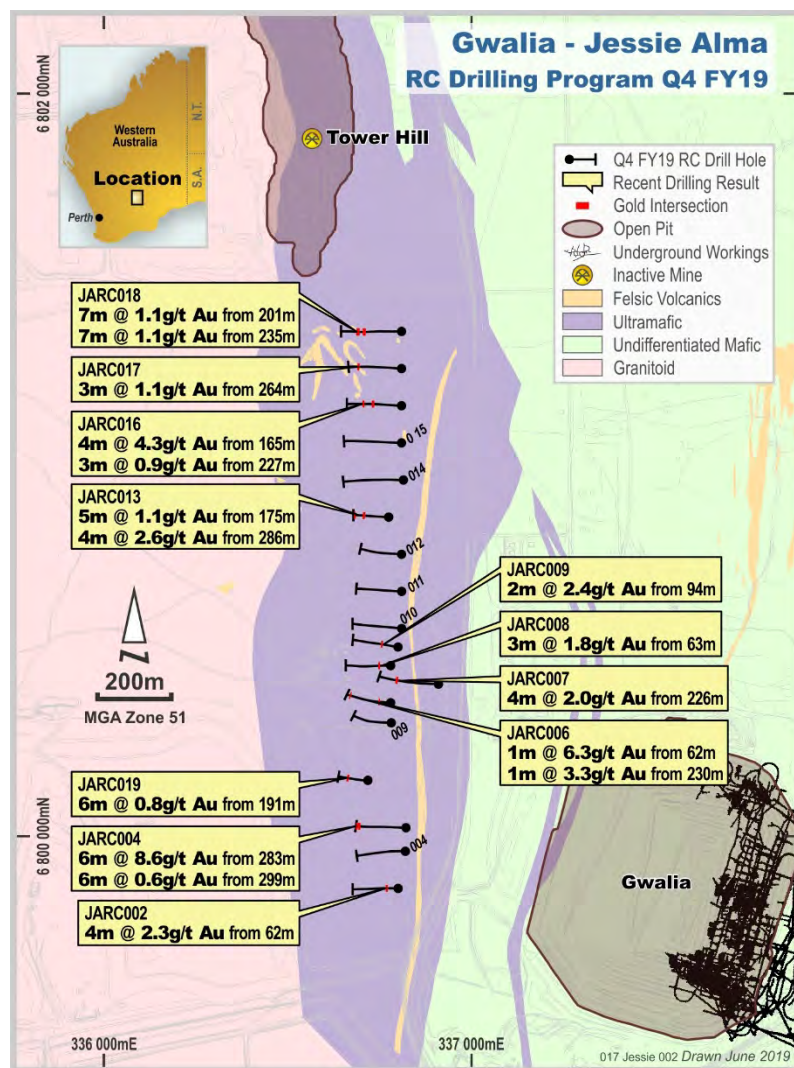 Gwalia - Jessie Alma
RC Drilling Program Q4 FY19
6 802 000mN
Western
Australia
N.T.
S.A.
Location
Perth
Tower Hill
Q4 FY19 RC Drill Hole
Recent Drilling Result
Gold Intersection
Open Pit
Underground Workings
Inactive Mine
Felsic Volcanics
Ultramafic
Undifferentiated Mafic
Granitoid
JARC018
7m @ 1.1g/t Au from 201m
7m @ 1.1g/t Au from 235m
JARC017
3m @ 1.1g/t Au from 264m
JARC016
4m @ 4.3g/t Au from 165m
3m @ 0.9g/t Au from 227m
0 15
014
JARC013
5m @ 1.1g/t Au from 175m
4m @ 2.6g/t Au from 286m
012
011
010
JARC009
2m @ 2.4g/t Au from 94m
JARC008
3m @ 1.8g/t Au from 63m
JARC007
4m @ 2.0g/t Au from 226m
JARC006
1m @ 6.3g/t Au from 62m
1m @ 3.3g/t Au from 230m
009
N
200m
MGA Zone 51
JARC019
6m @ 0.8g/t Au from 191m
JARC004
6m @ 8.6g/t Au from 283m
6m @ 0.6g/t Au from 299m
004
JARC002
4m @ 2.3g/t Au from 62m
6 800 000mN
Gwalia
336 000mE
337 000mE
017 Jessie 002 Drawn June 2019